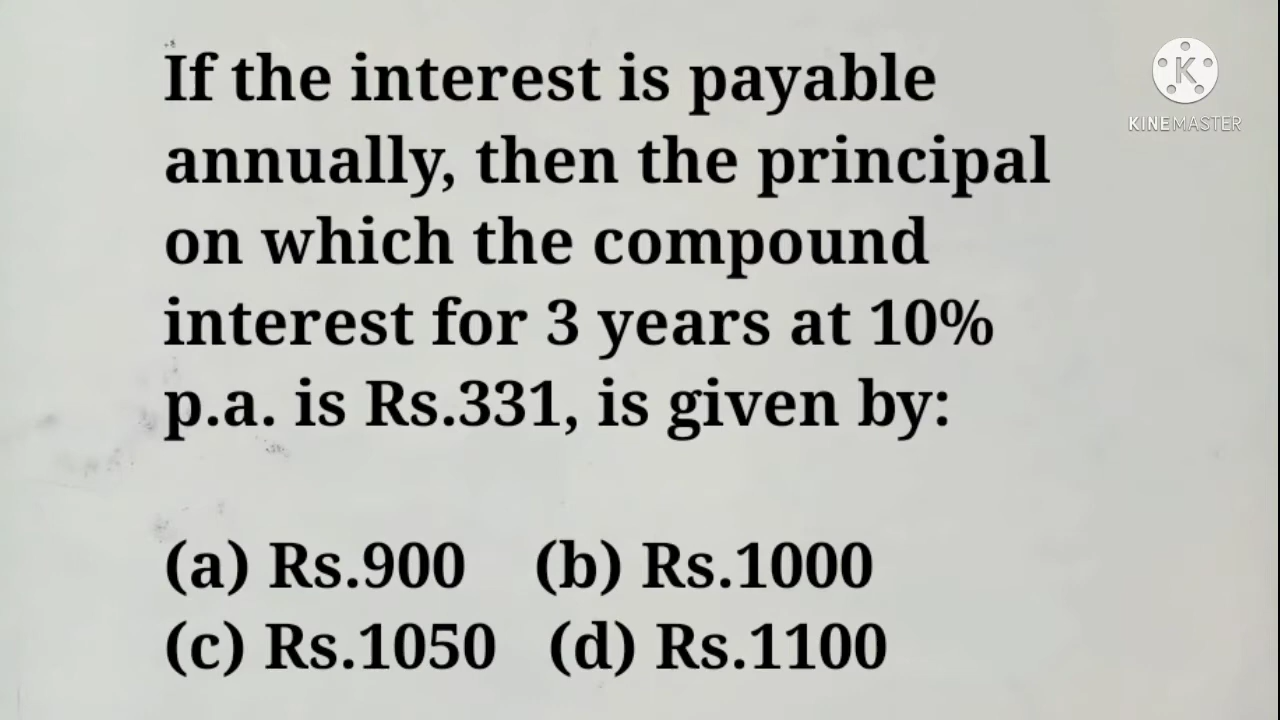 If the interest is payable
annually, then the principal
on which the compound
interest for 3 years at 10%
p.a. is Rs.331, is given by:
(a) Rs.900 (b) Rs.1000
(c) Rs.1050 (d) Rs.1100
K
KINEMASTER